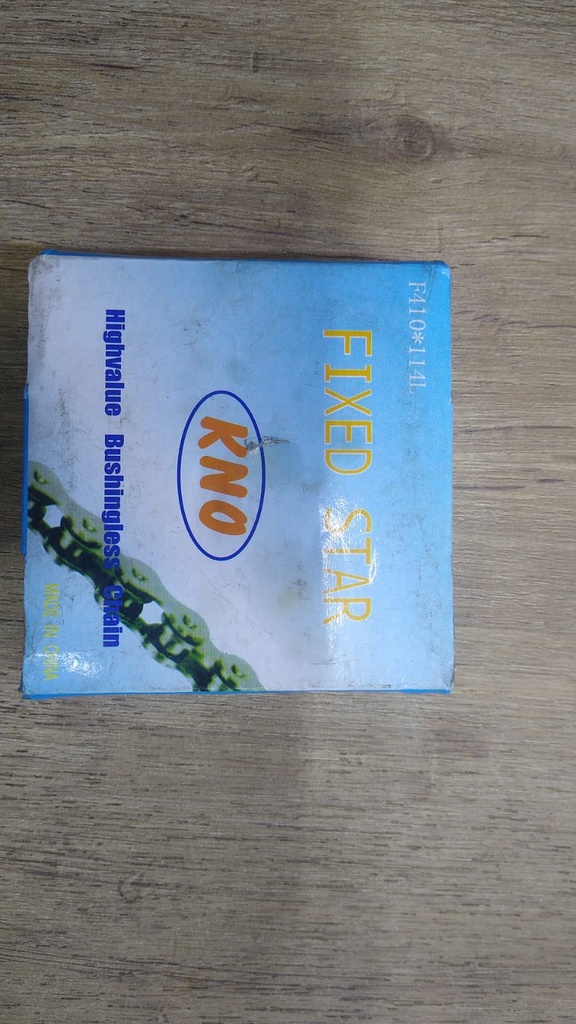 F410*114L
FIXED STAR
KNO
Highvalue Bushingless Chain
MADE IN CHINA